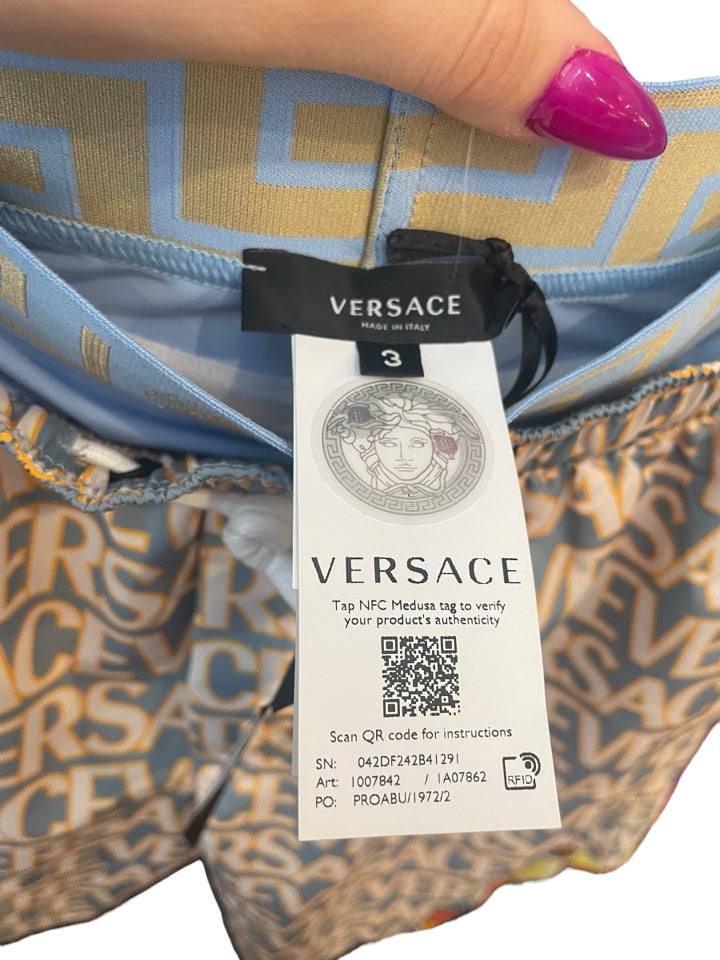 VERSACE
MADE IN ITALY
3
VERSACE
Tap NFC Medusa tag to verify
your product's authenticity
Scan QR code for instructions
SN: 042DF242B41291
Art: 1007842 / 1A07862
PO: PROABU/1972/2
RFID